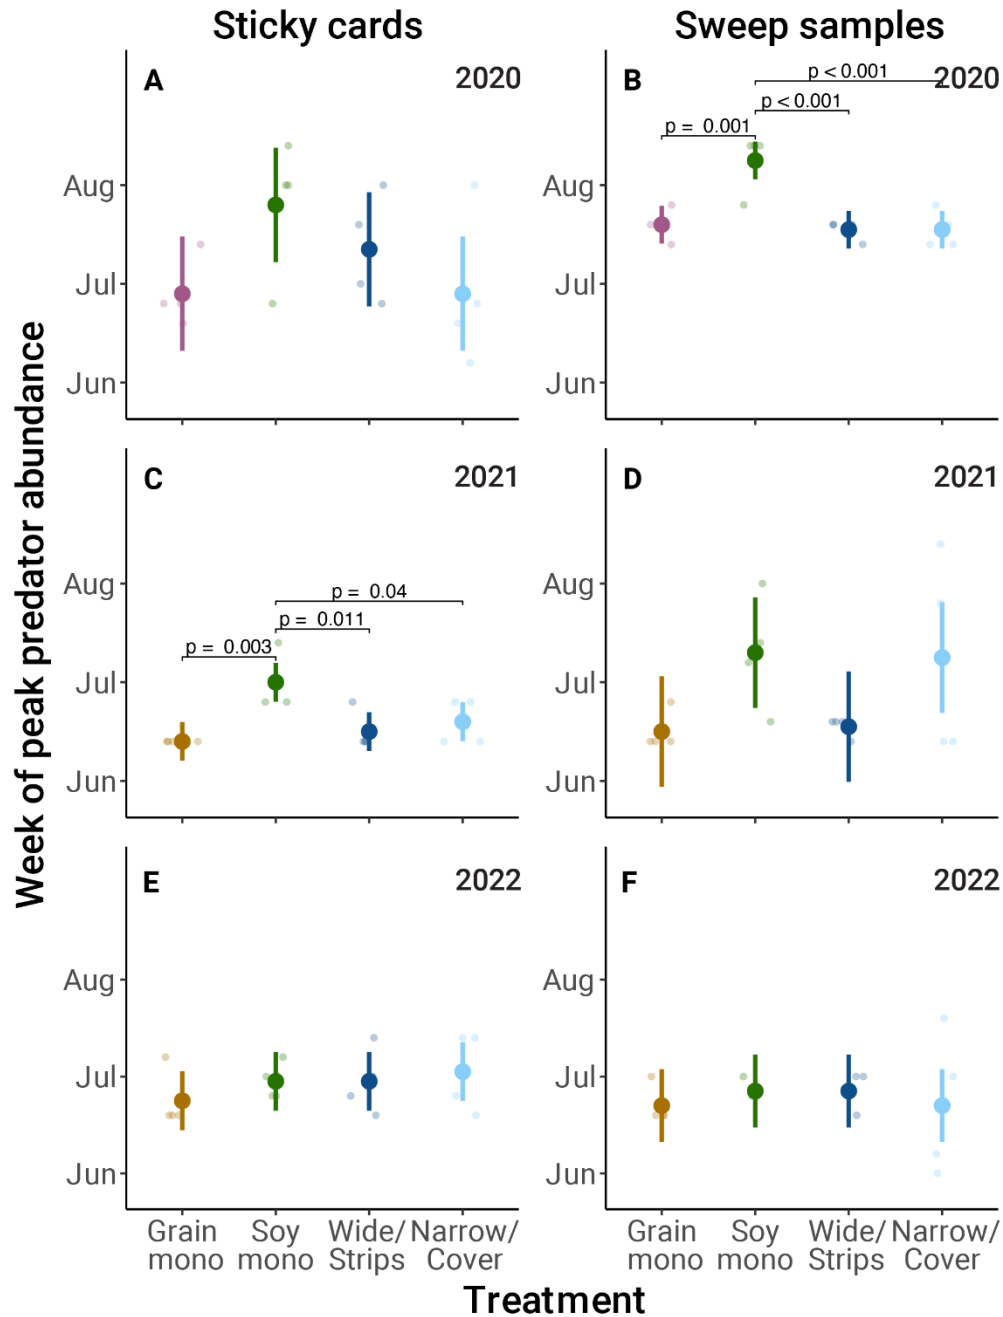 Sticky cards
Sweep samples
Week of peak predator abundance
A
2020
Aug
Jul
Jun
B
2020
p < 0.001
p < 0.001
p = 0.001
Aug
Jul
Jun
C
2021
p = 0.04
p = 0.011
p = 0.003
Aug
Jul
Jun
D
2021
Aug
Jul
Jun
E
2022
Aug
Jul
Jun
F
2022
Aug
Jul
Jun
Grain
mono
Soy
mono
Wide/
Strips
Narrow/
Cover
Grain
mono
Soy
mono
Wide/
Strips
Narrow/
Cover
Treatment